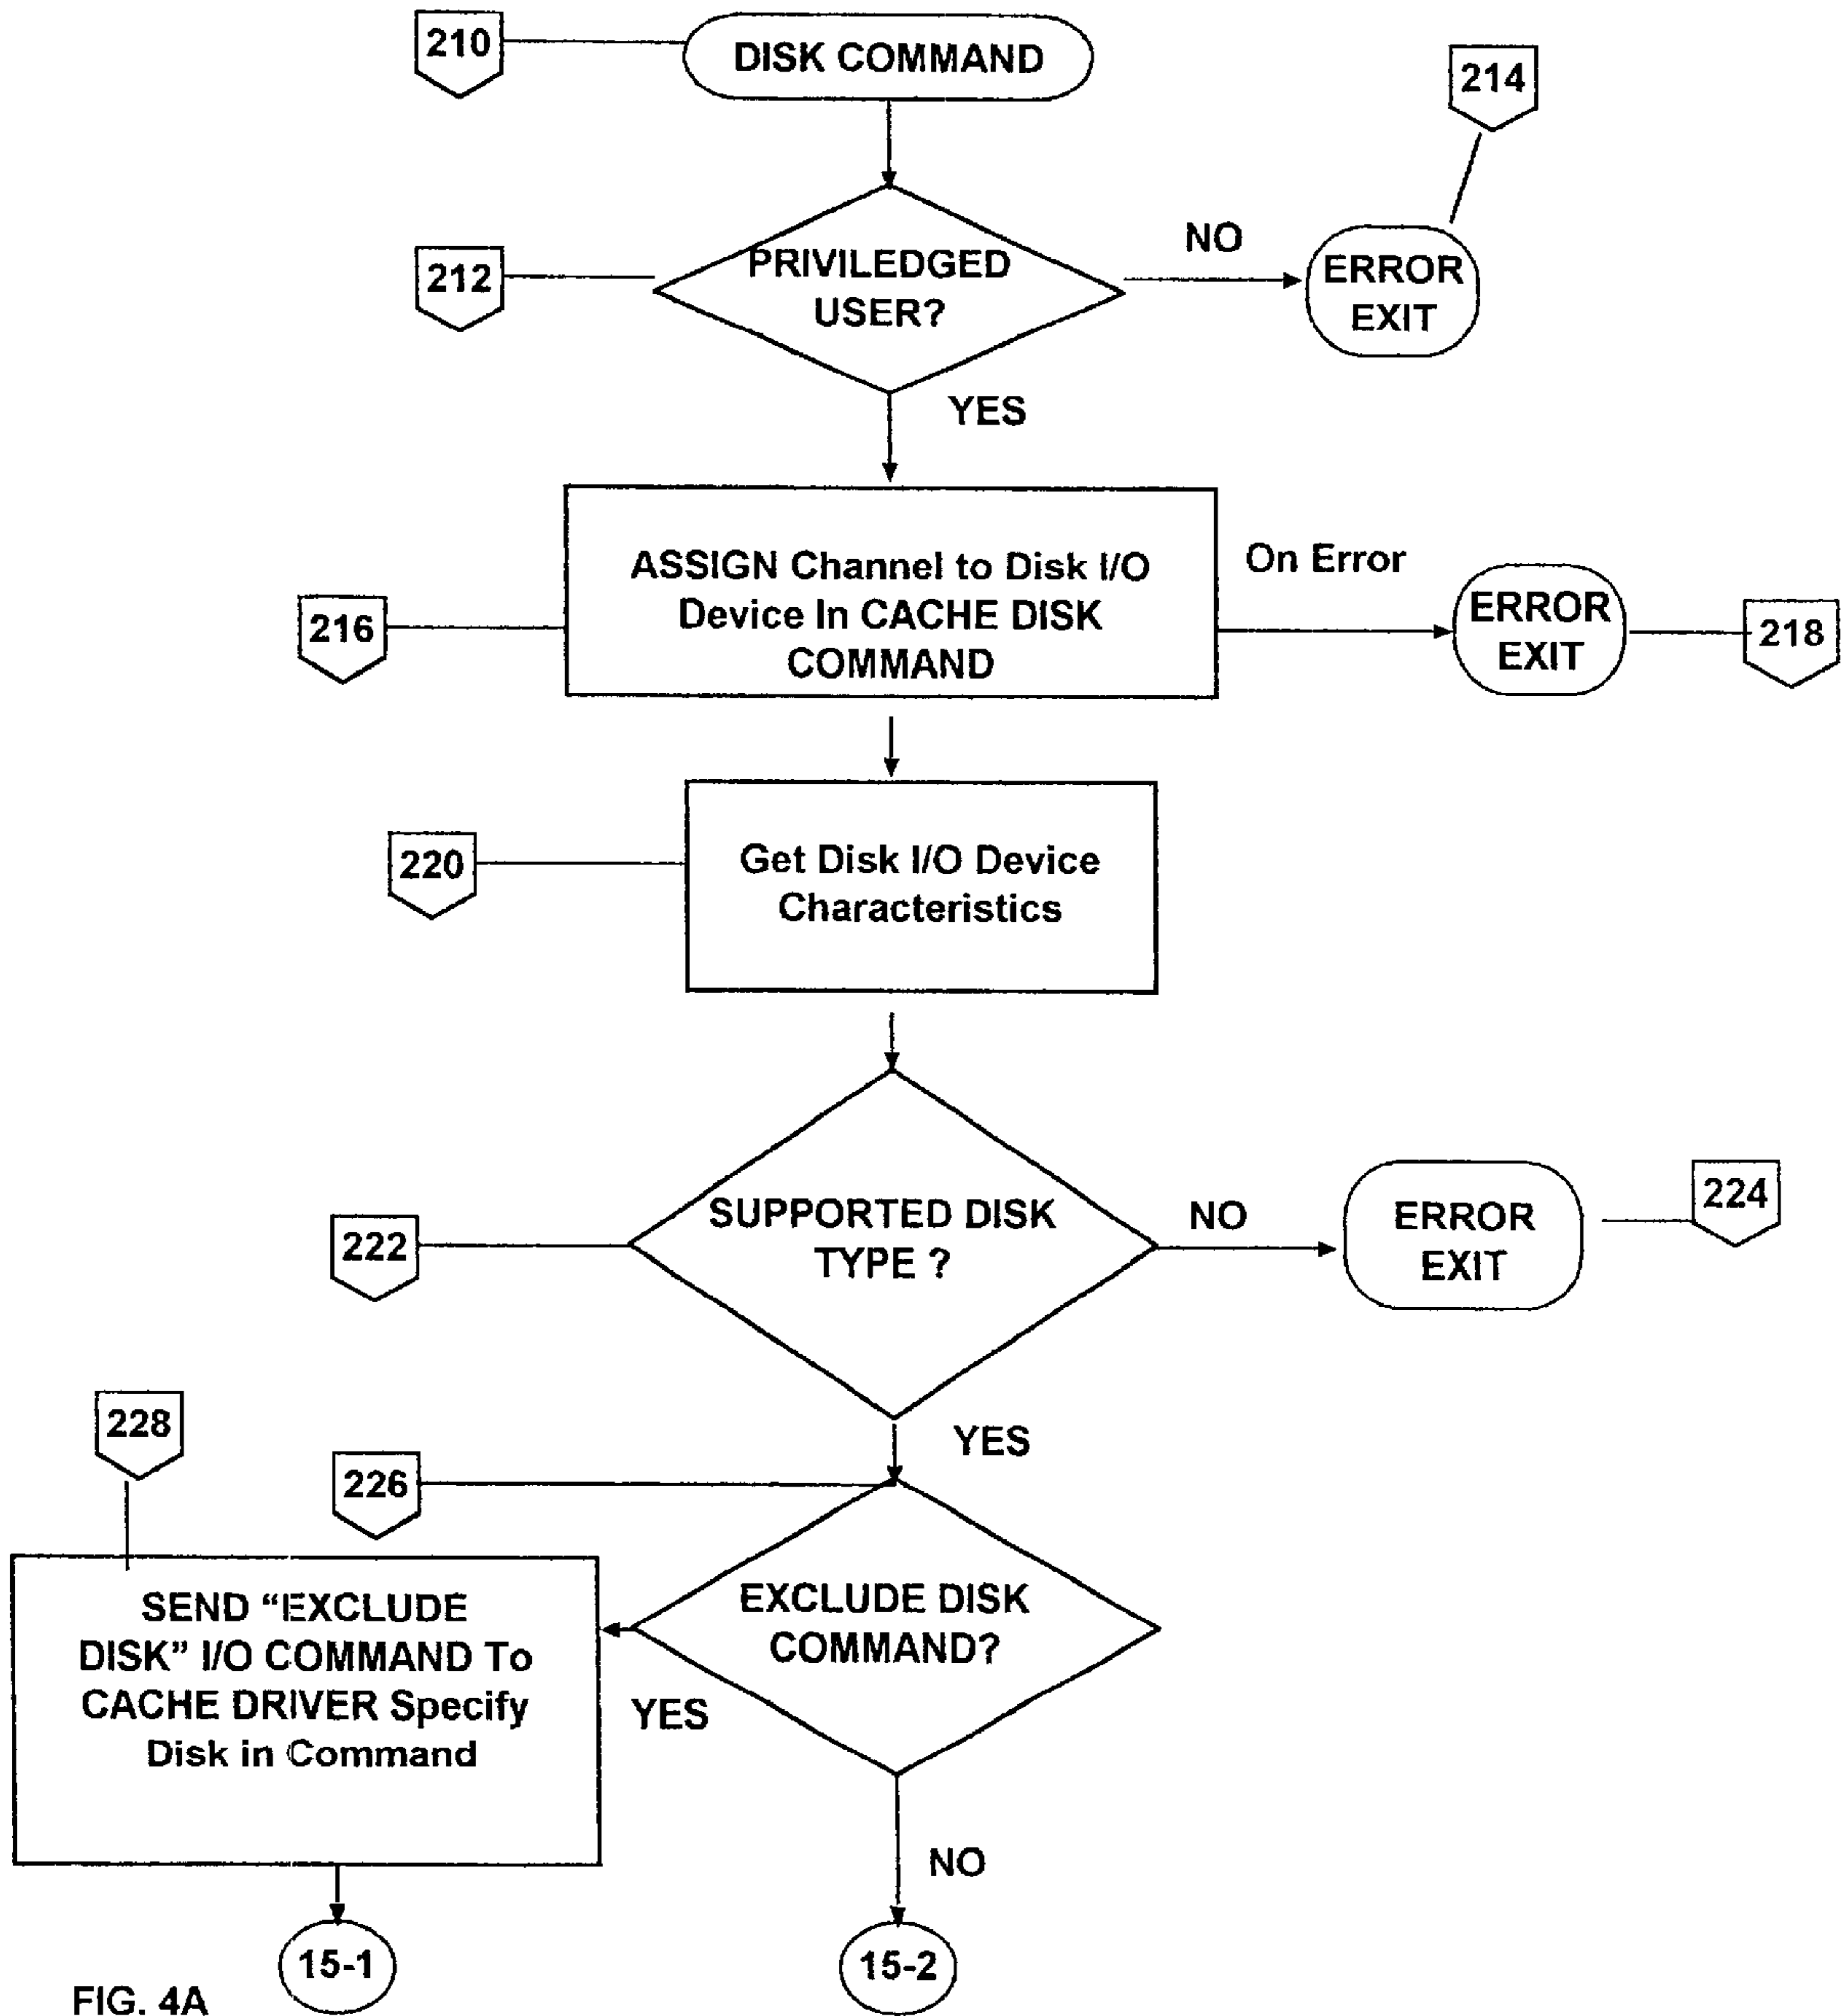 210
DISK COMMAND
214
212
PRIVILEDGED
USER?
NO
ERROR
EXIT
YES
216
ASSIGN Channel to Disk I/O
Device In CACHE DISK
COMMAND
On Error
ERROR
EXIT
218
220
Get Disk I/O Device
Characteristics
222
SUPPORTED DISK
TYPE ?
NO
ERROR
EXIT
224
YES
228
226
SEND “EXCLUDE
DISK” I/O COMMAND To
CACHE DRIVER Specify
Disk in Command
EXCLUDE DISK
COMMAND?
YES
NO
15-1
15-2
FIG. 4A